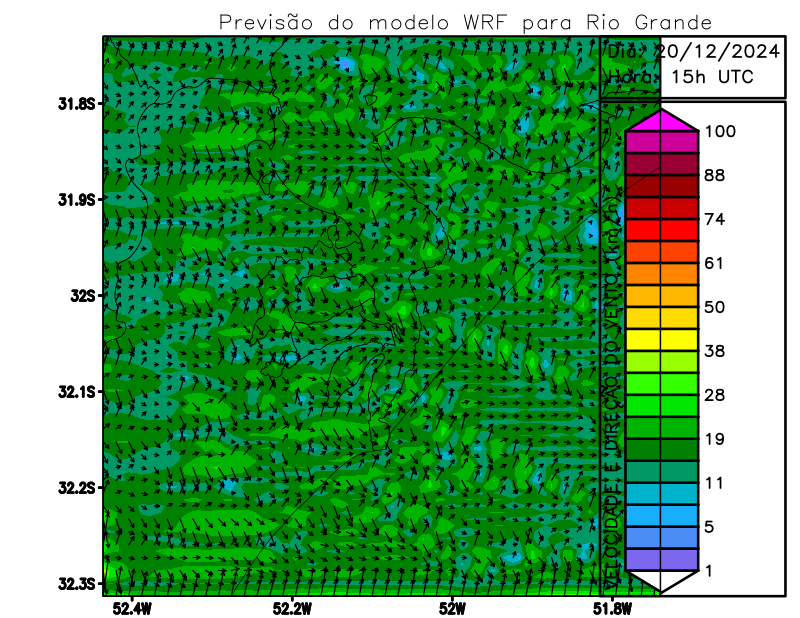 Previsão do modelo WRF para Rio Grande
Dia: 20/12/2024
Hora: 15h UTC
31.8S
31.9S
32S
32.1S
32.2S
32.3S
52.4W
52.2W
52W
51.8W
VELOCIDADE E DIREÇÃO DO VENTO (km/h)
100
88
74
61
50
38
28
19
11
5
1